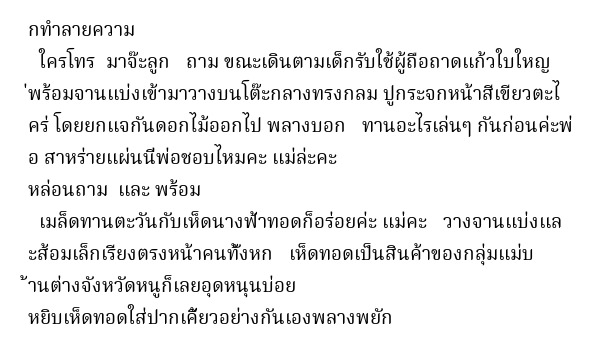 กทำลายความ
ใครโทร มาจ๊ะลูก ถาม ขณะเดินตามเด็กรับใช้ผู้ถือถาดแก้วใบใหญ
่พร้อมจานแบ่งเข้ามาวางบนโต๊ะกลางทรงกลม ปูกระจกหน้าสีเขียวตะไ
คร่ โดยยกแจกันดอกไม้ออกไป พลางบอก ทานอะไรเล่นๆ กันก่อนค่ะพ่
อ สาหร่ายแผ่นนี่พ่อชอบไหมคะ แม่ล่ะคะ
หล่อนถาม และ พร้อม
เมล็ดทานตะวันกับเห็ดนางฟ้าทอดก็อร่อยค่ะ แม่คะ วางจานแบ่งแล
ะส้อมเล็กเรียงตรงหน้าคนทั้งหก เห็ดทอดเป็นสินค้าของกลุ่มแม่บ
้านต่างจังหวัดหนูก็เลยอุดหนุนบ่อย
หยิบเห็ดทอดใส่ปากเคี้ยวอย่างกันเองพลางพยัก